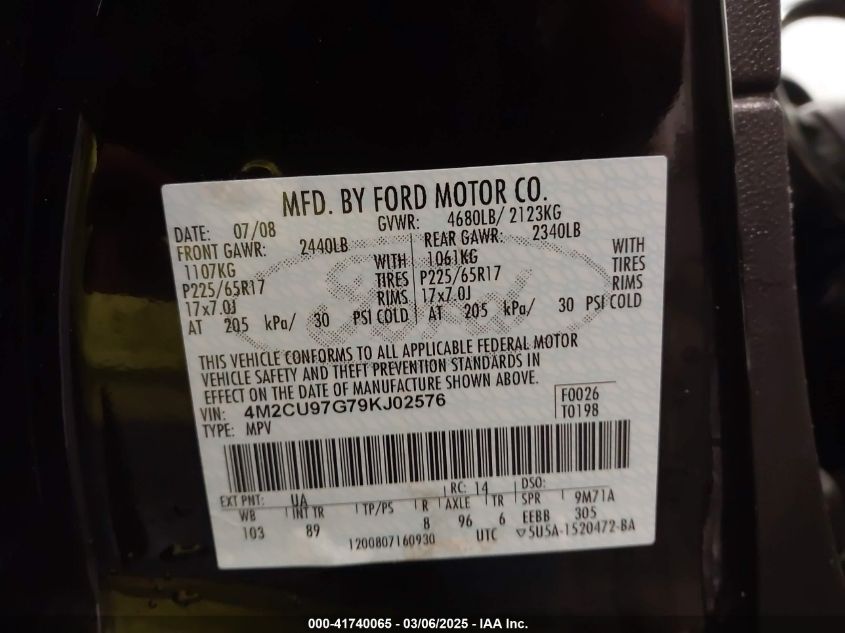 MFD. BY FORD MOTOR CO.
DATE: 07/08 GVWR: 4680LB/ 2123KG
FRONT GAWR: 2440LB REAR GAWR: 2340LB
1107KG WITH 1061KG WITH
P225/65R17 TIRES P225/65R17 TIRES
17x7.0J RIMS 17x7.0J RIMS
AT 205 kPa/ 30 PSI COLD AT 205 kPa/ 30 PSI COLD
THIS VEHICLE CONFORMS TO ALL APPLICABLE FEDERAL MOTOR
VEHICLE SAFETY AND THEFT PREVENTION STANDARDS IN
EFFECT ON THE DATE OF MANUFACTURE SHOWN ABOVE.
VIN: 4M2CU97G79KJ02576 F0026
TYPE: MPV T0198
EXT PNT: UA RC: 14 DSO:
WB INT TR TP/PS R AXLE TR SPR 9M71A
103 89 8 96 6 EEBB 305
1200807160930 UTC ▽5U5A-1520472-BA
Ford
000-41740065 - 03/06/2025 - IAA Inc.